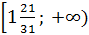 [1 21/31; +∞)